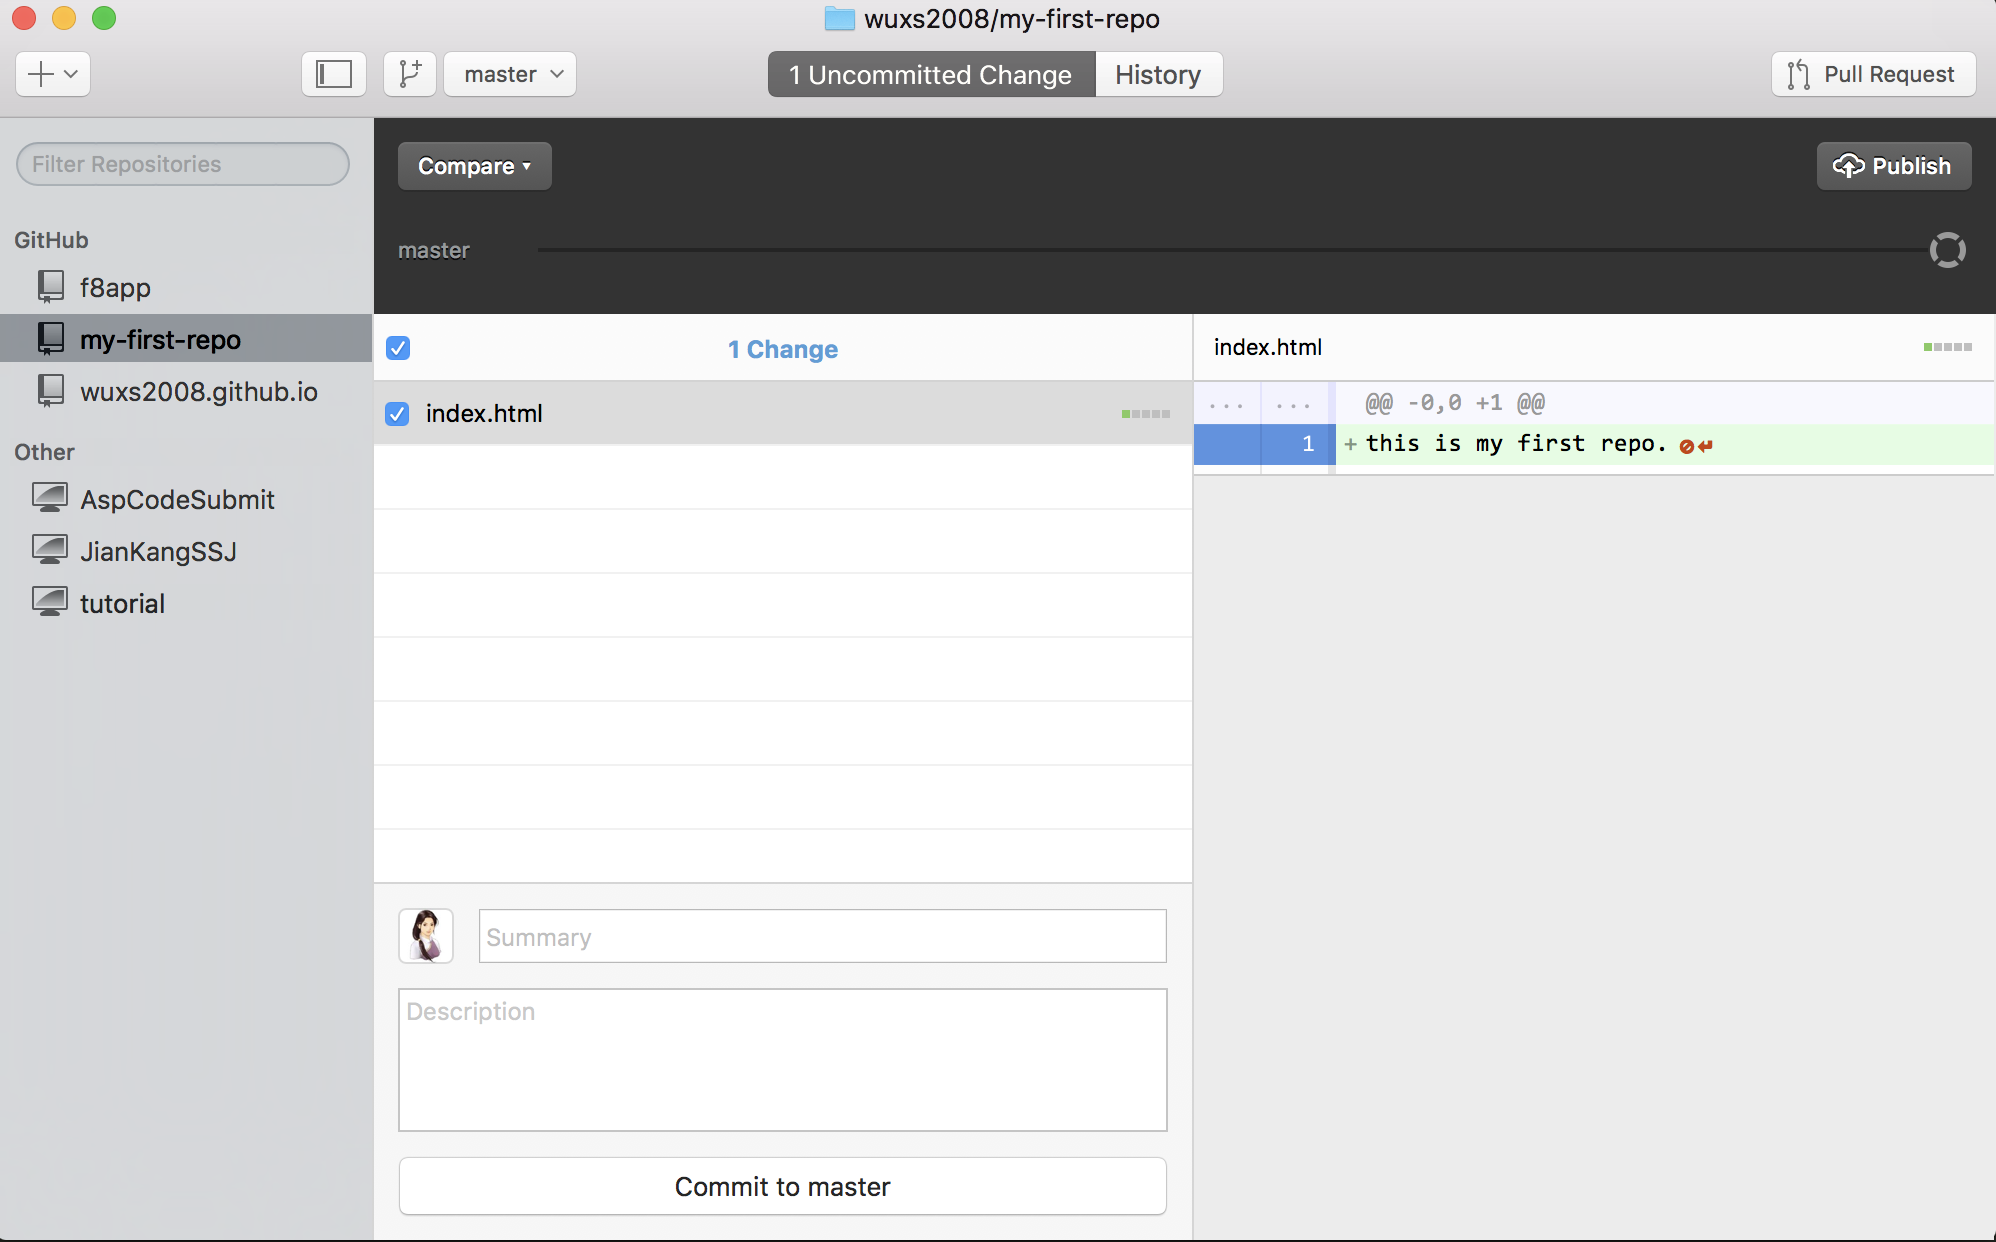 wuxs2008/my-first-repo
master
1 Uncommitted Change
History
Pull Request
Filter Repositories
GitHub
f8app
my-first-repo
wuxs2008.github.io
Other
AspCodeSubmit
JianKangSSJ
tutorial
Compare
Publish
master
1 Change
index.html
Summary
Description
Commit to master
index.html
... ... @@ -0,0 +1 @@
1 +this is my first repo.